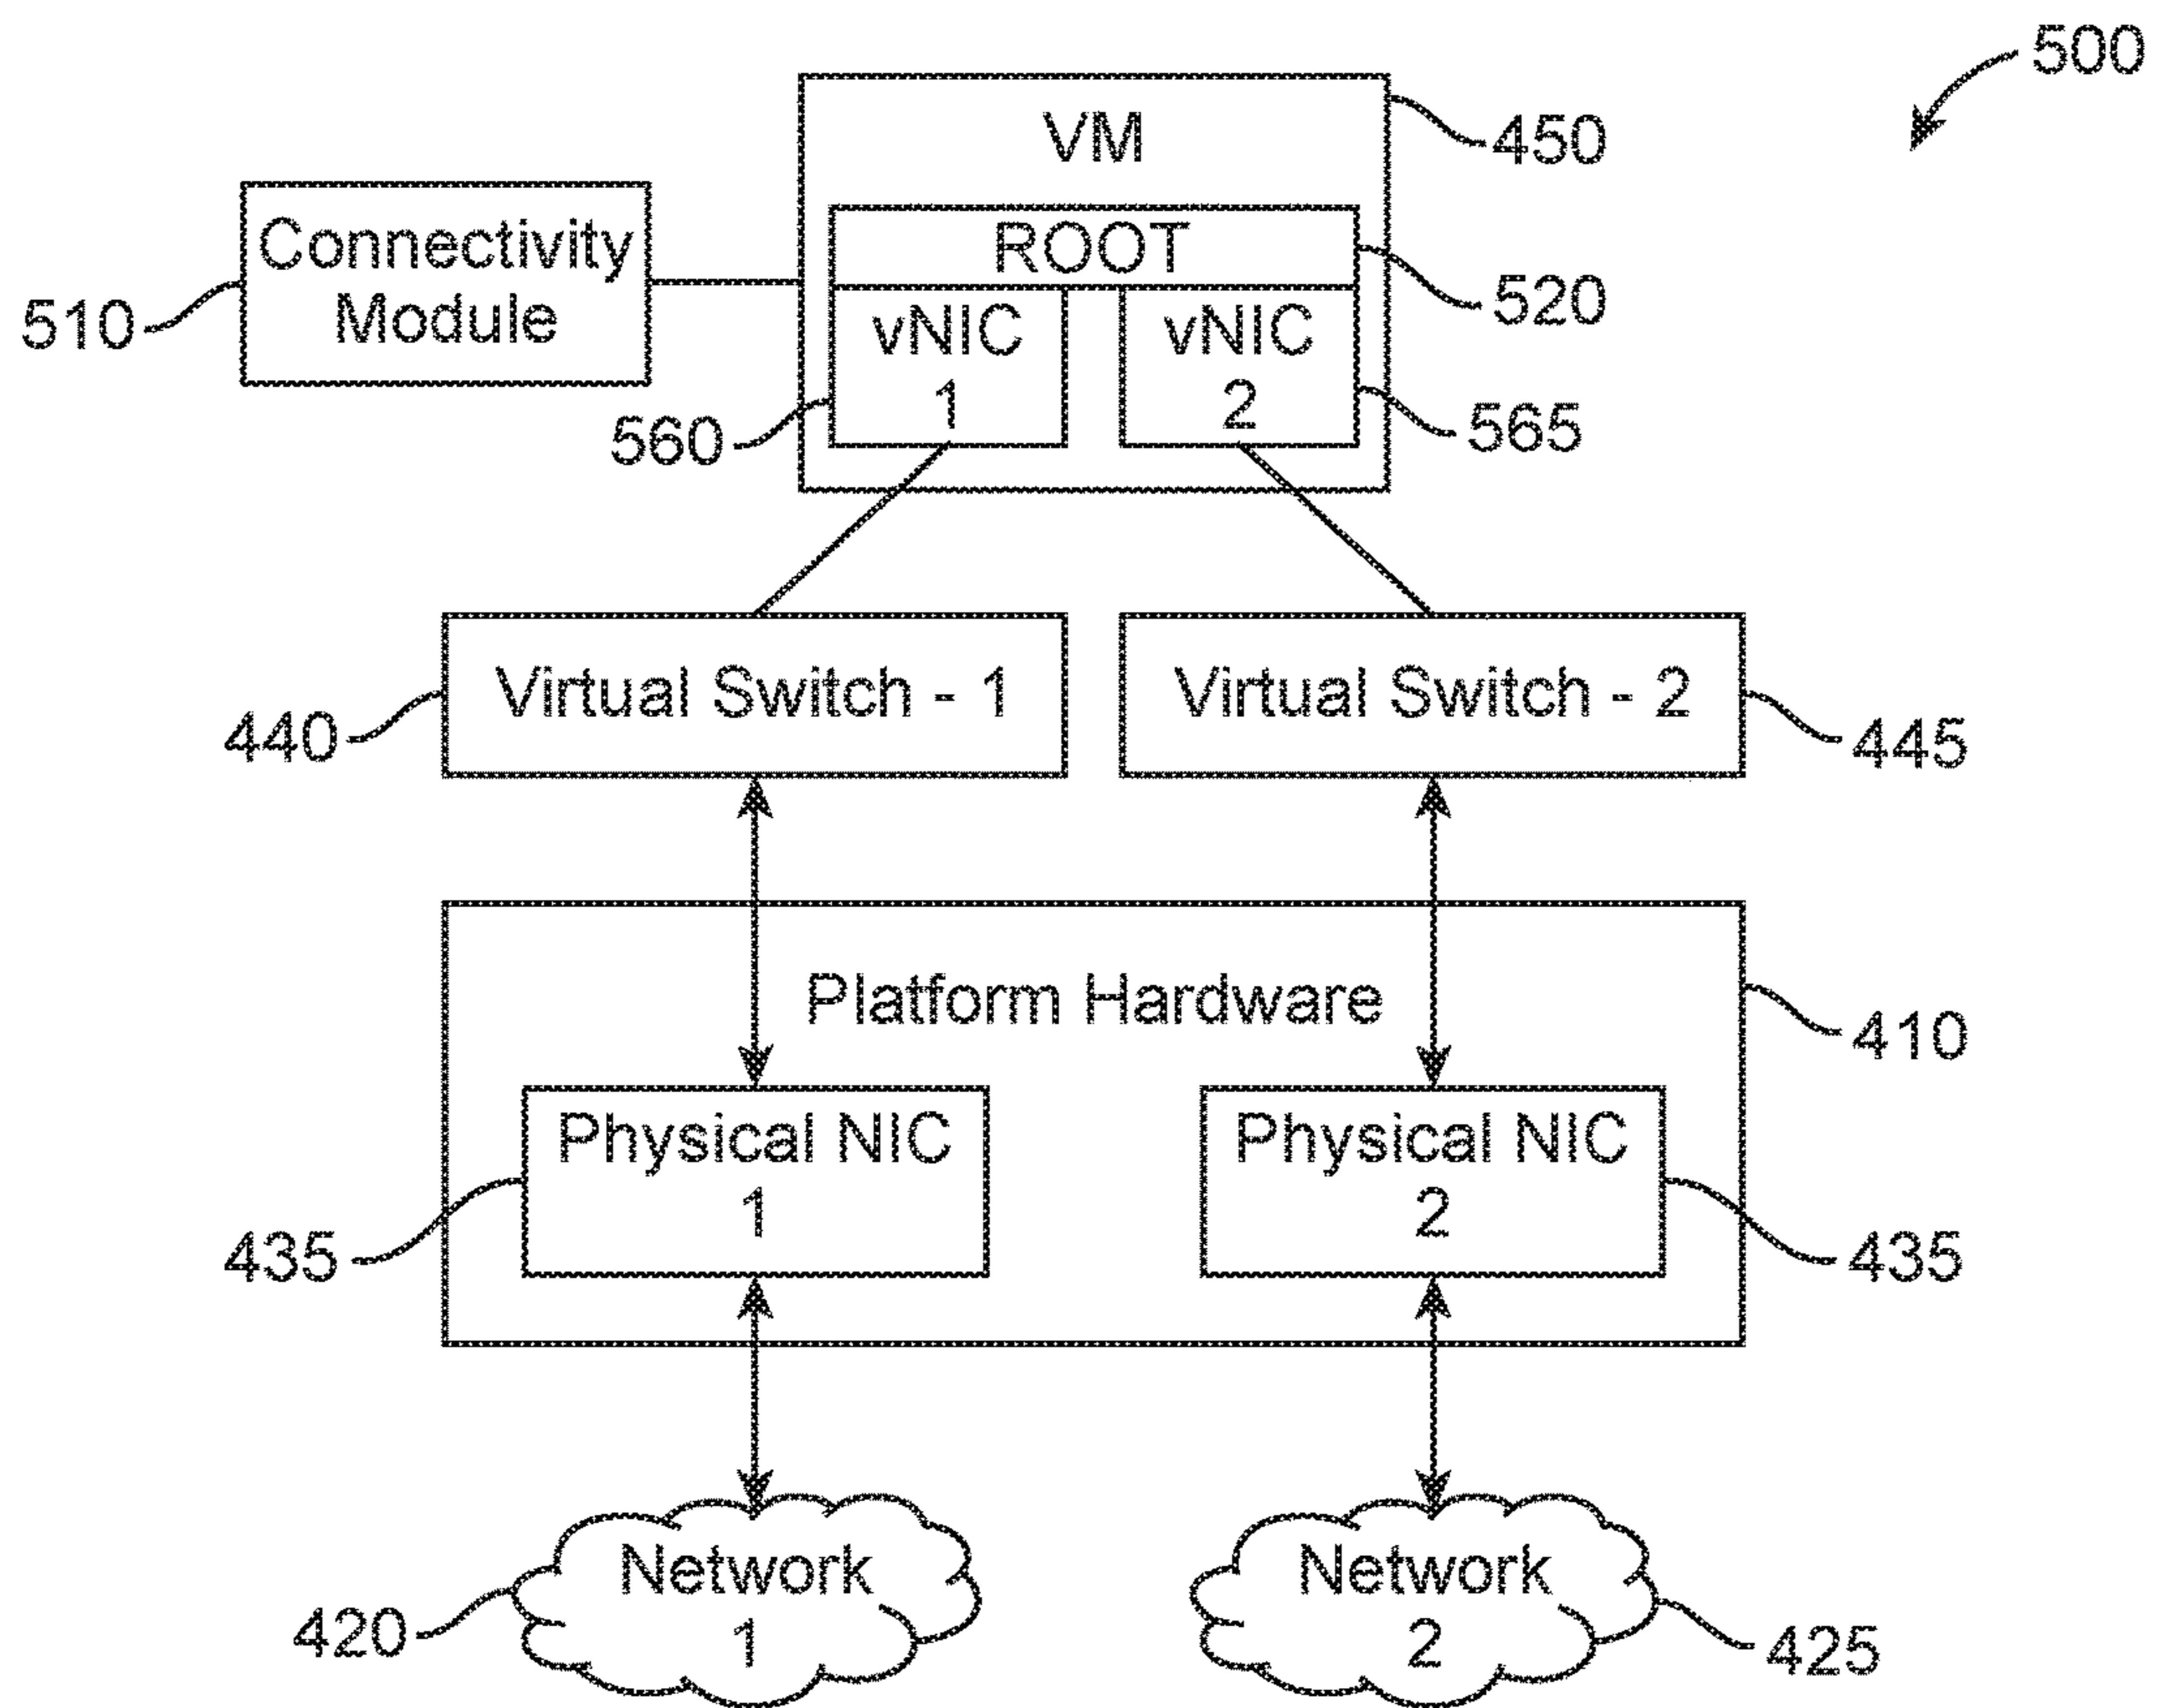 500
VM
450
Connectivity
Module
510
ROOT
520
vNIC
1
560
vNIC
2
565
Virtual Switch - 1
440
Virtual Switch - 2
445
Platform Hardware
410
Physical NIC
1
435
Physical NIC
2
435
Network
1
420
Network
2
425